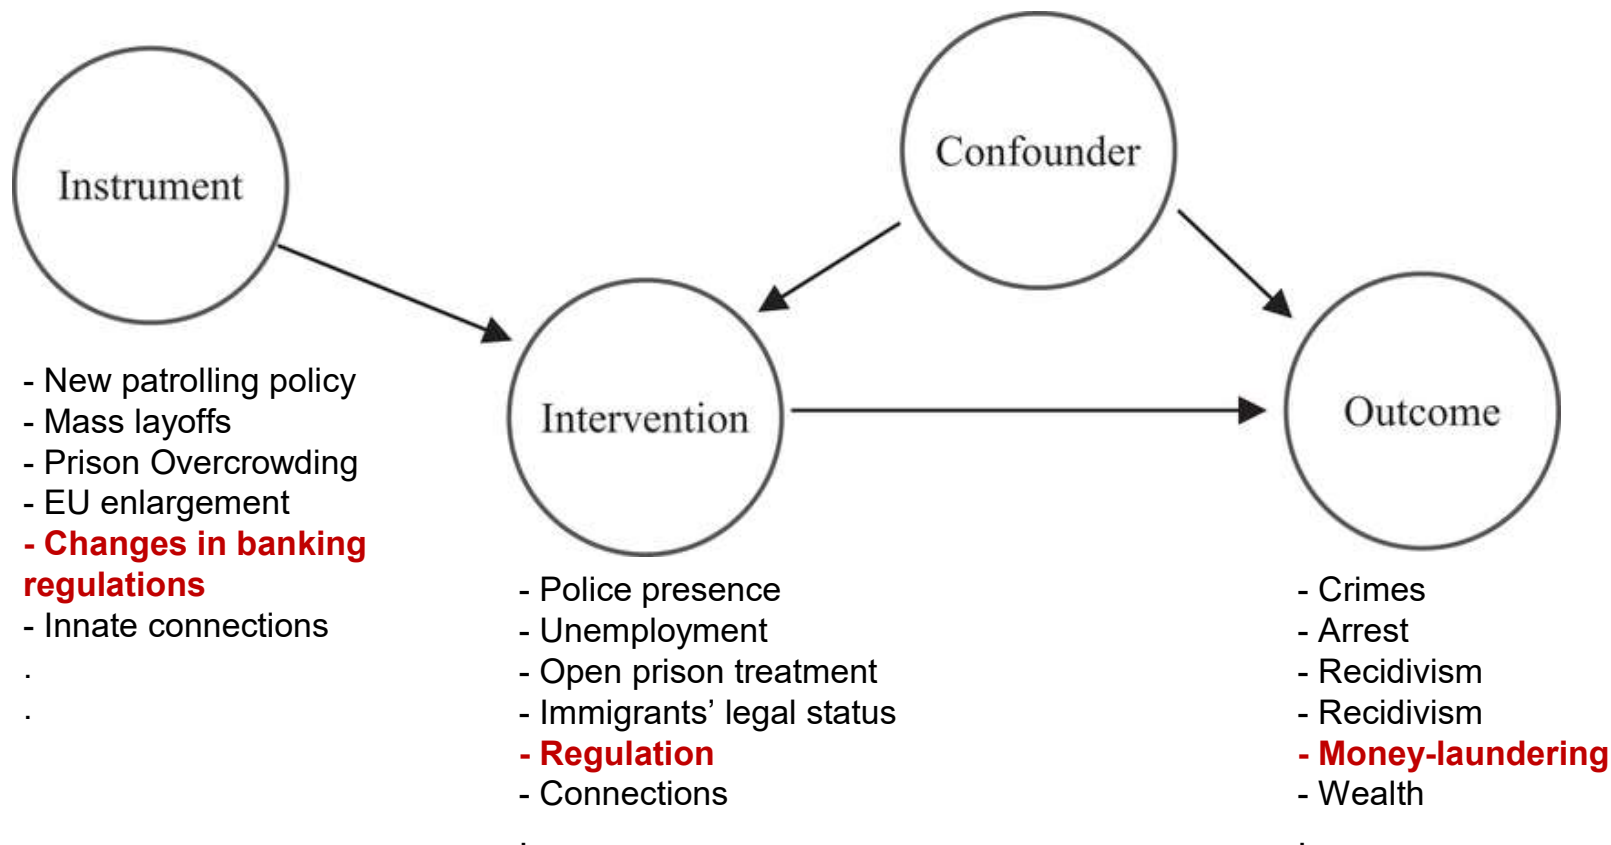 Confounder
Instrument
Intervention
Outcome
- New patrolling policy
- Mass layoffs
- Prison Overcrowding
- EU enlargement
- Changes in banking
regulations
- Innate connections
.
.
- Police presence
- Unemployment
- Open prison treatment
- Immigrants’ legal status
- Regulation
- Connections
.
- Crimes
- Arrest
- Recidivism
- Recidivism
- Money-laundering
- Wealth
.